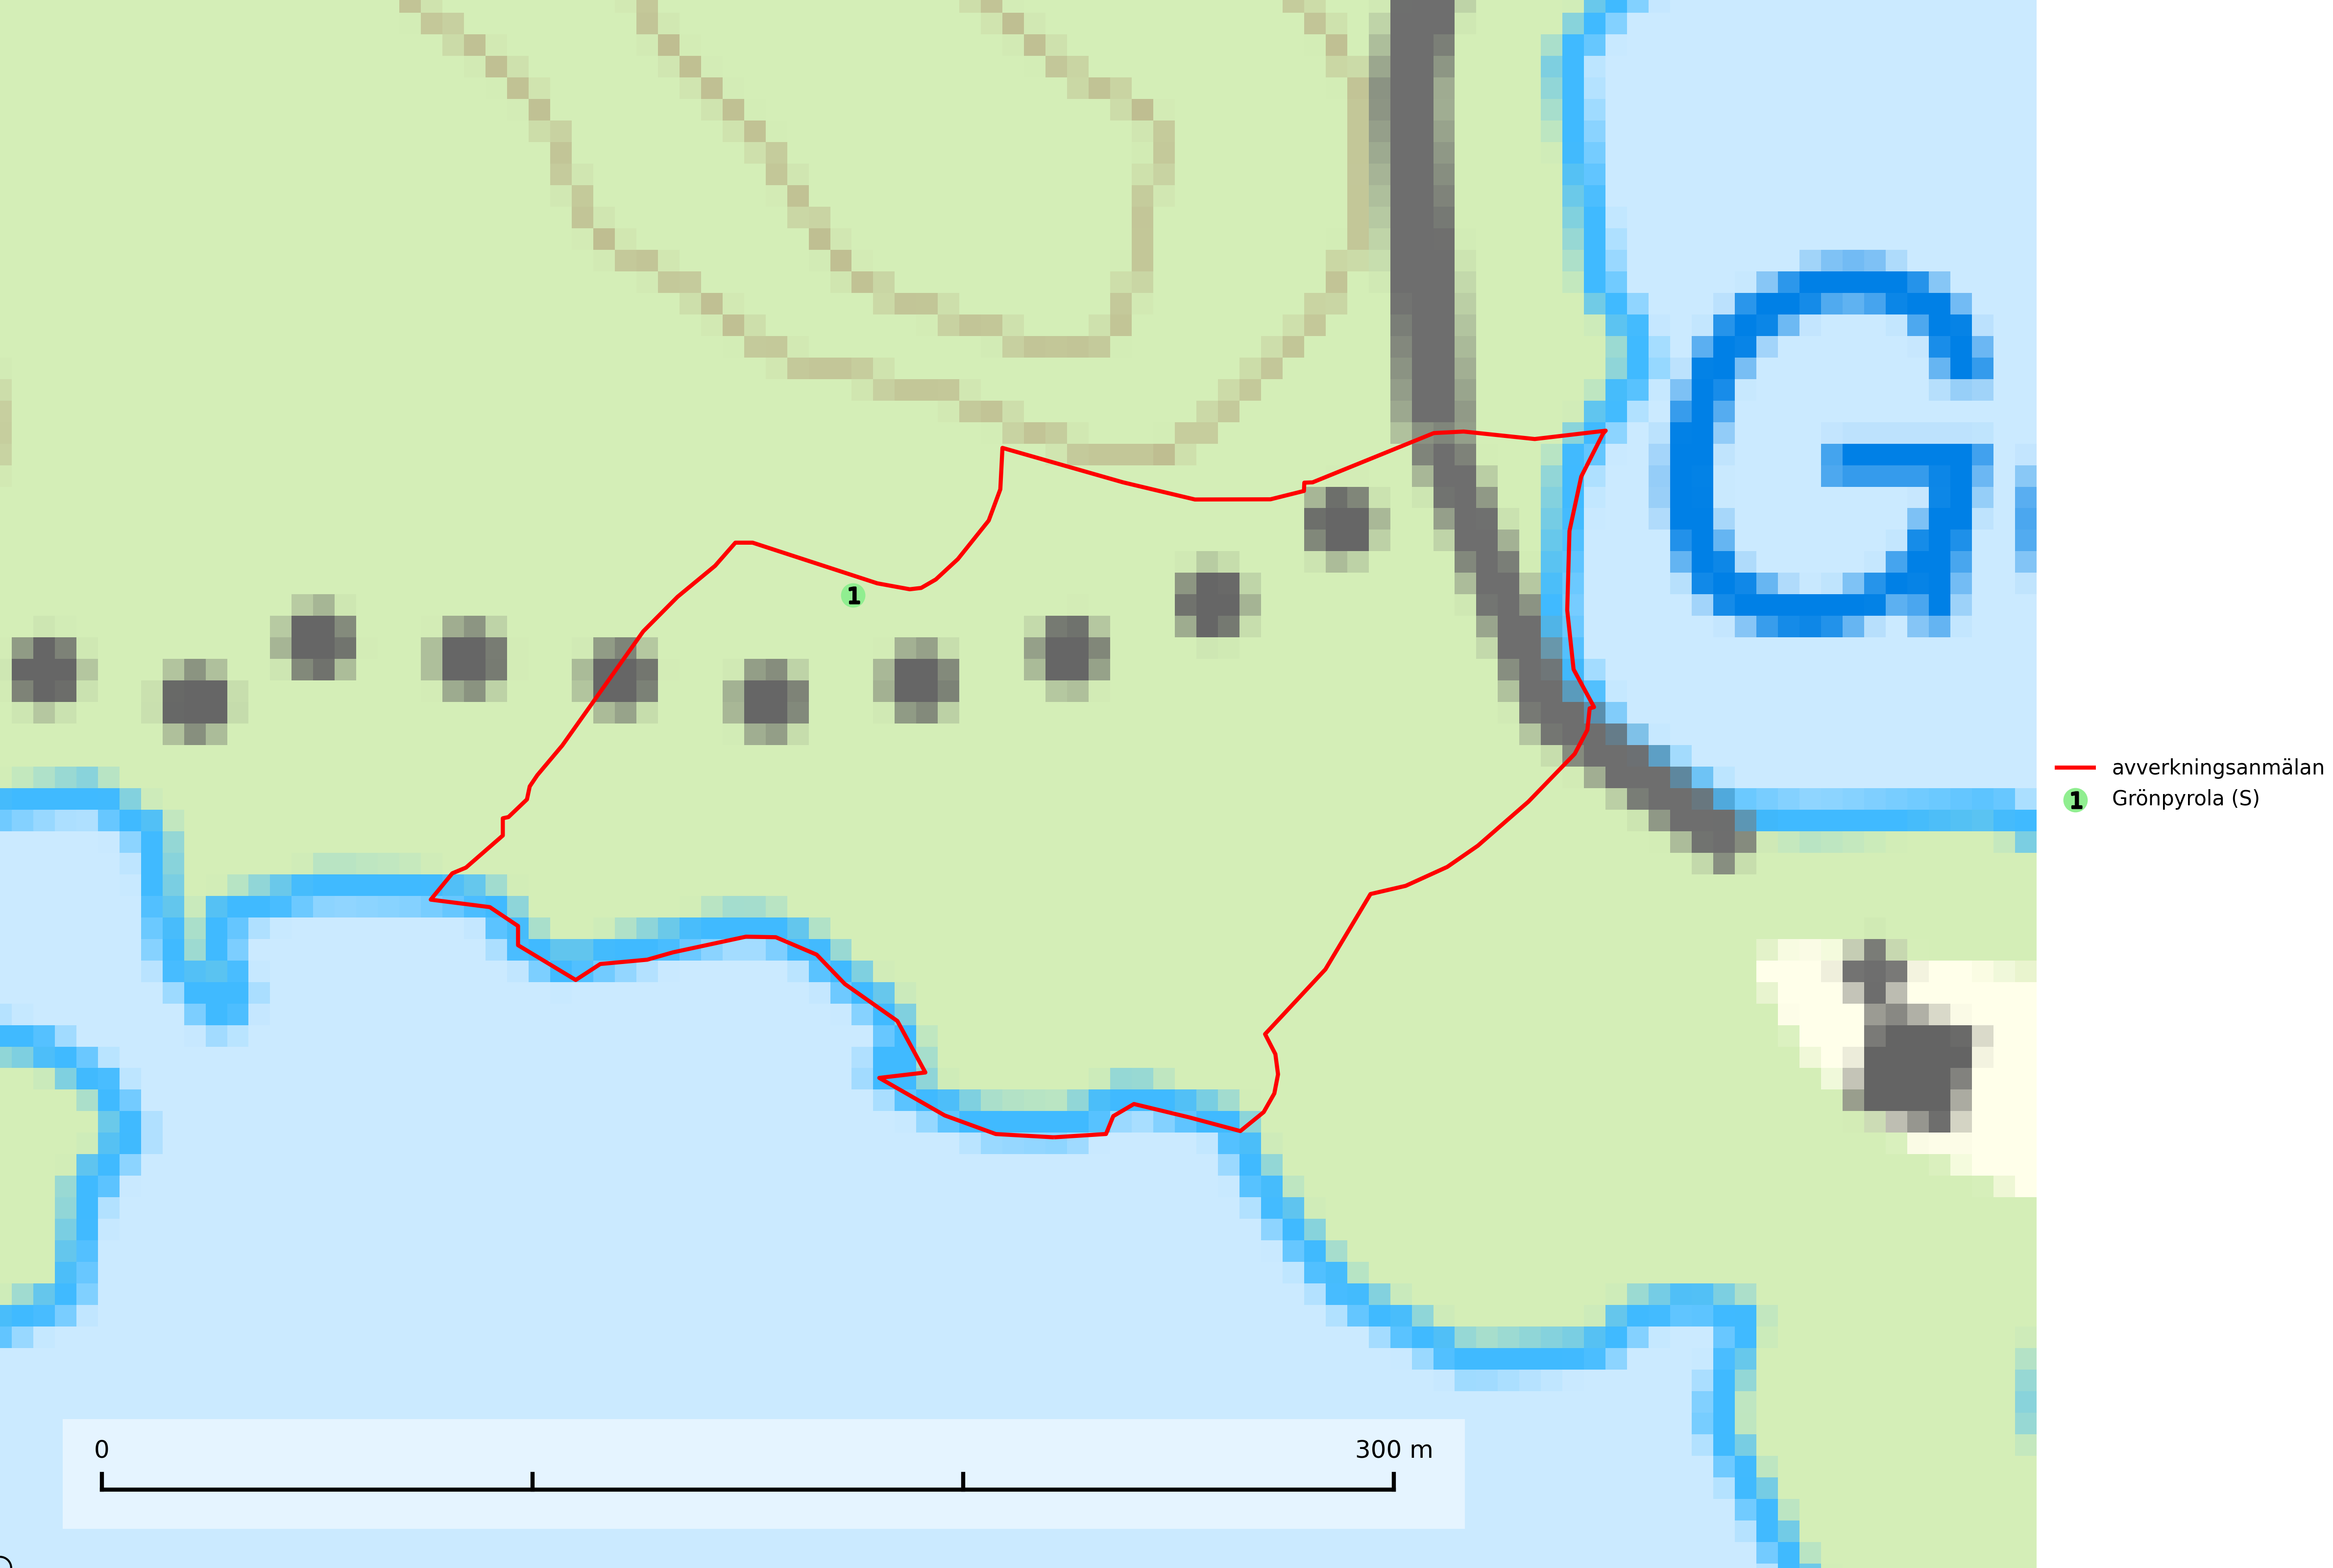 G
1
avverkningsanmälan
1 Grönpyrola (S)
0 300 m